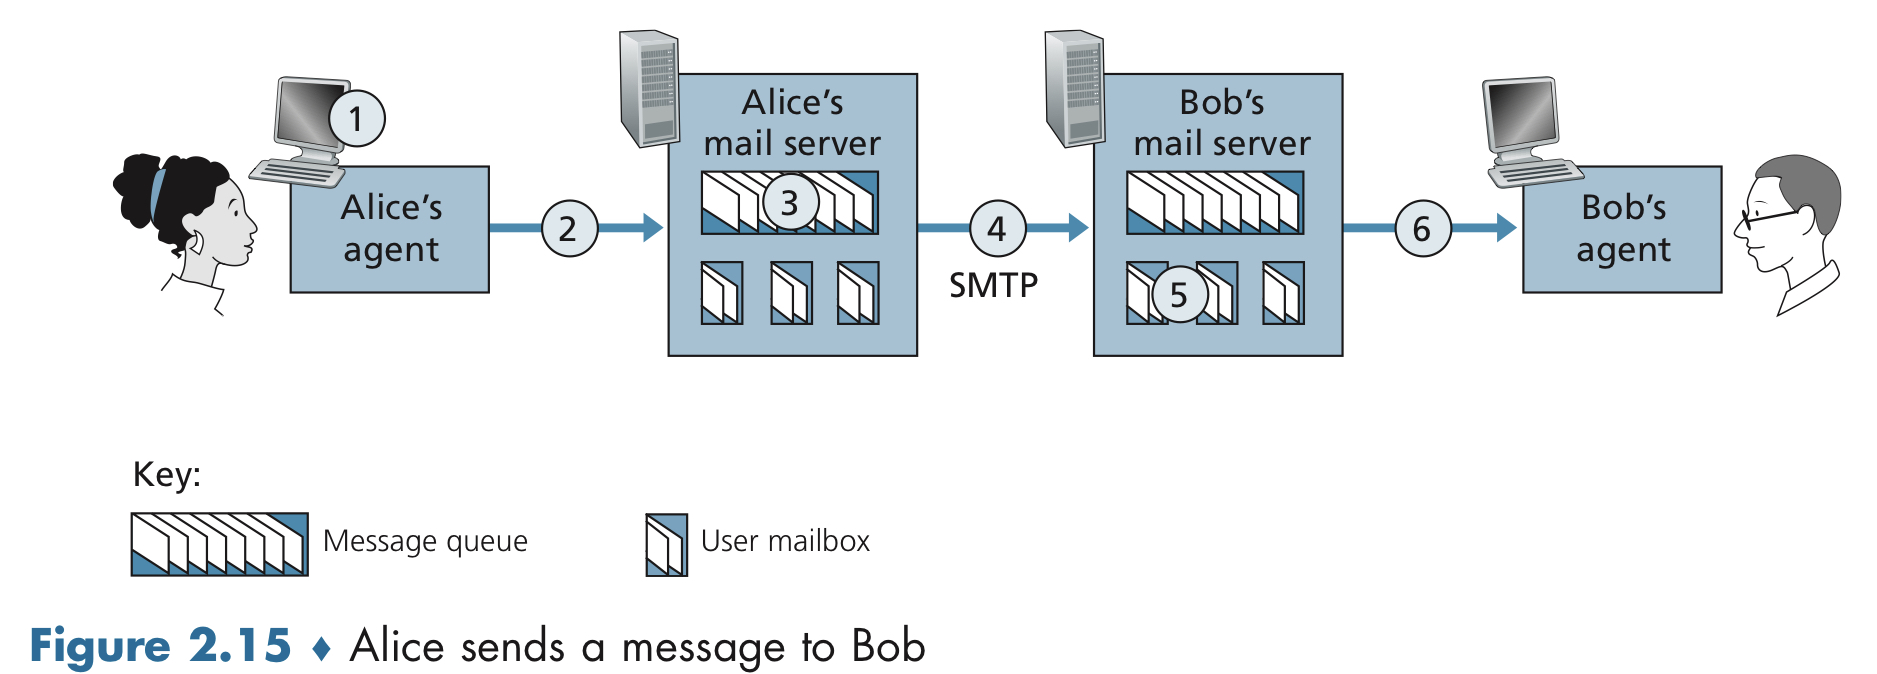 1
Alice's
agent
2
Alice's
mail server
3
4
SMTP
Bob's
mail server
5
6
Bob's
agent
Key:
Message queue
User mailbox
Figure 2.15 ♦ Alice sends a message to Bob